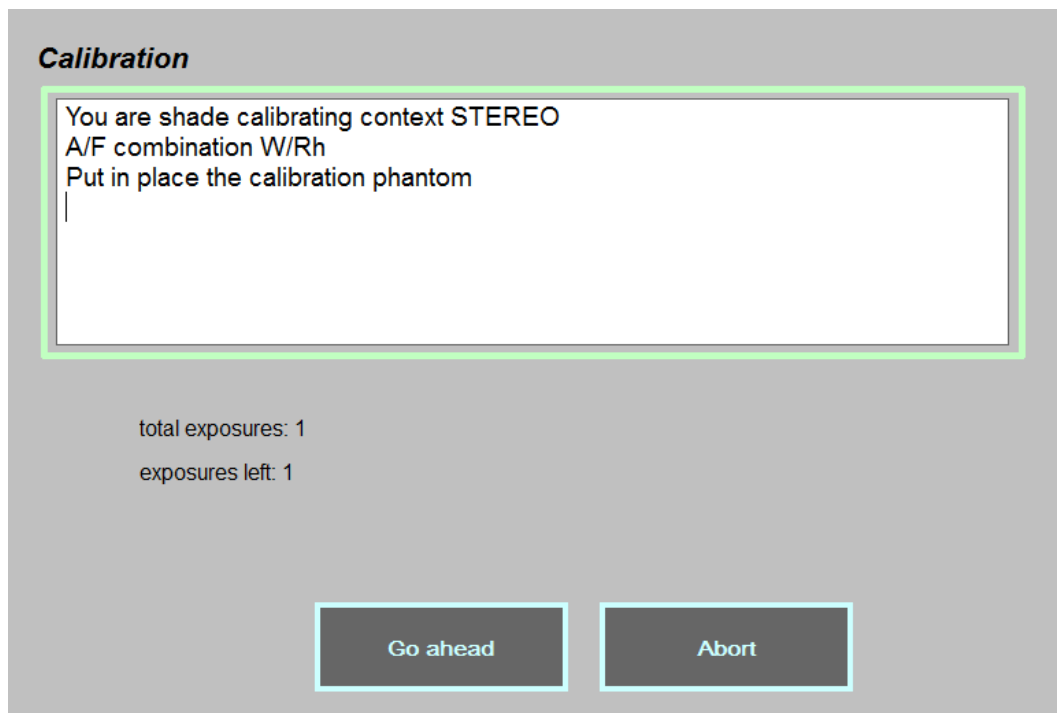 Calibration
You are shade calibrating context STEREO
A/F combination W/Rh
Put in place the calibration phantom
total exposures: 1
exposures left: 1
Go ahead
Abort